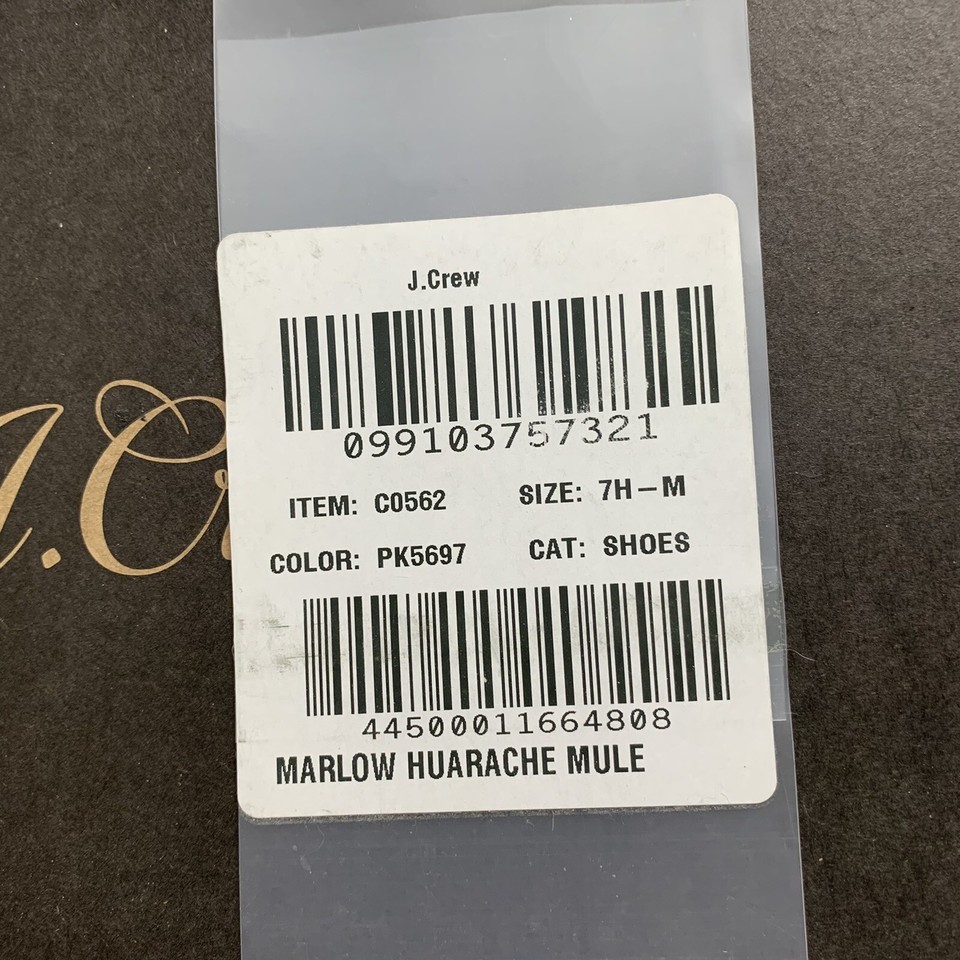 J.Crew
099103757321
ITEM: C0562 SIZE: 7H-M
COLOR: PK5697 CAT: SHOES
44500011664808
MARLOW HUARACHE MULE
J.C